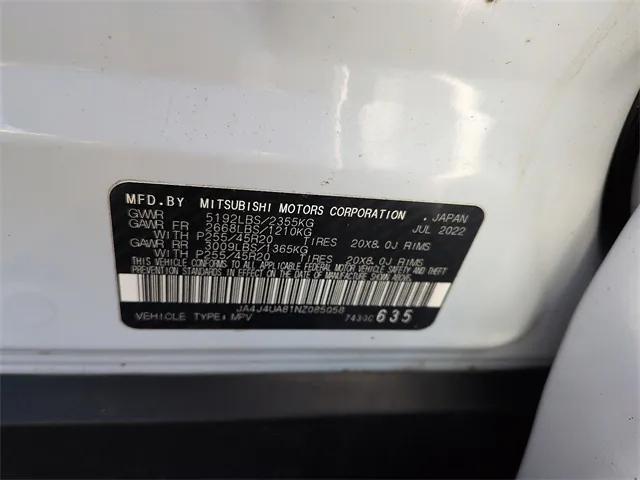 MFD.BY MITSUBISHI MOTORS CORPORATION , JAPAN
GVWR 5192LBS/2355KG JUL 2022
GAWR FR 2668LBS/1210KG
WITH P255/45R20 TIRES 20X8.0J RIMS
GAWR RR 3009LBS/1365KG
WITH P255/45R20 TIRES 20X8.0J RIMS
THIS VEHICLE CONFORMS TO ALL APPLICABLE FEDERAL MOTOR VEHICLE SAFETY AND THEFT
PREVENTION STANDARDS IN EFFECT ON THE DATE OF MANUFACTURE SHOWN ABOVE.
JA4J4UA81NZ085058
VEHICLE TYPE: MPV 7430C 635